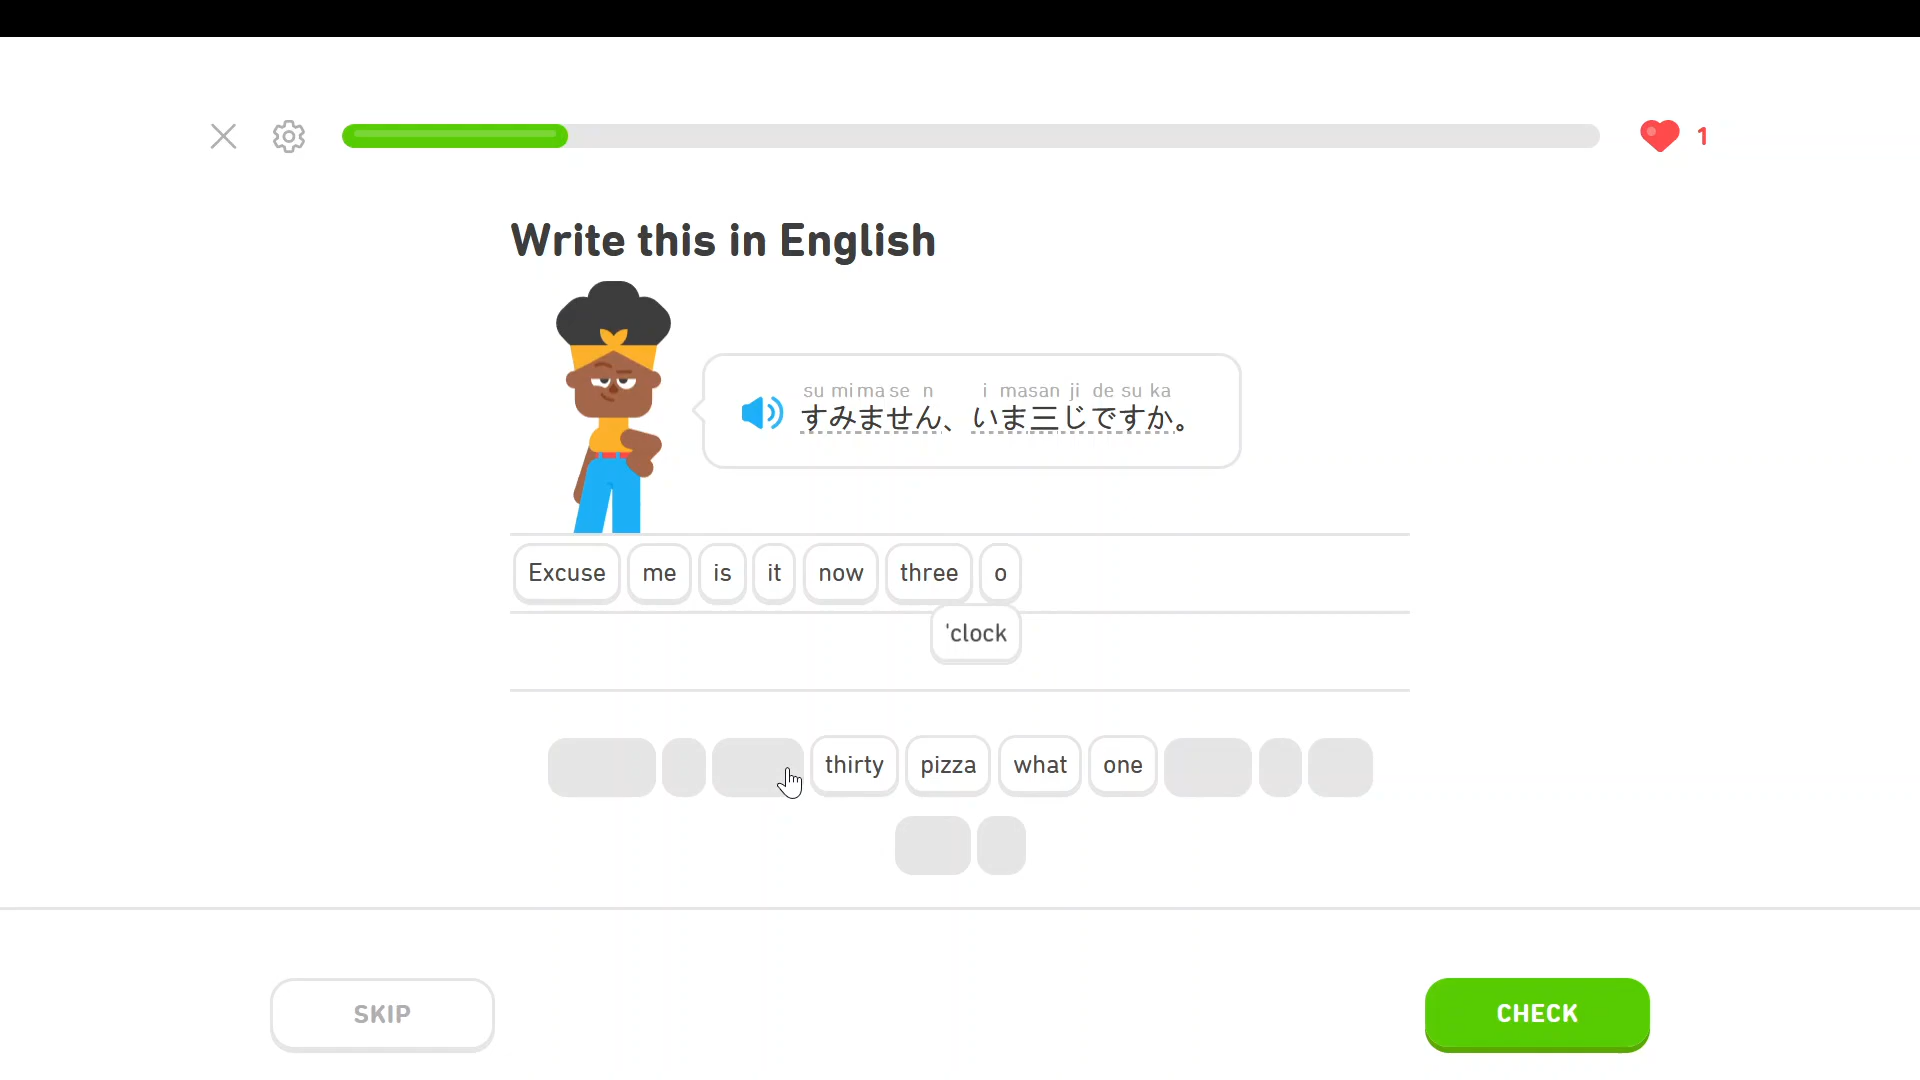 1
Write this in English
su mi ma se n i masan ji de su ka
すみません、いま三じですか。
Excuse me is it now three o
'clock
thirty pizza what one
SKIP CHECK